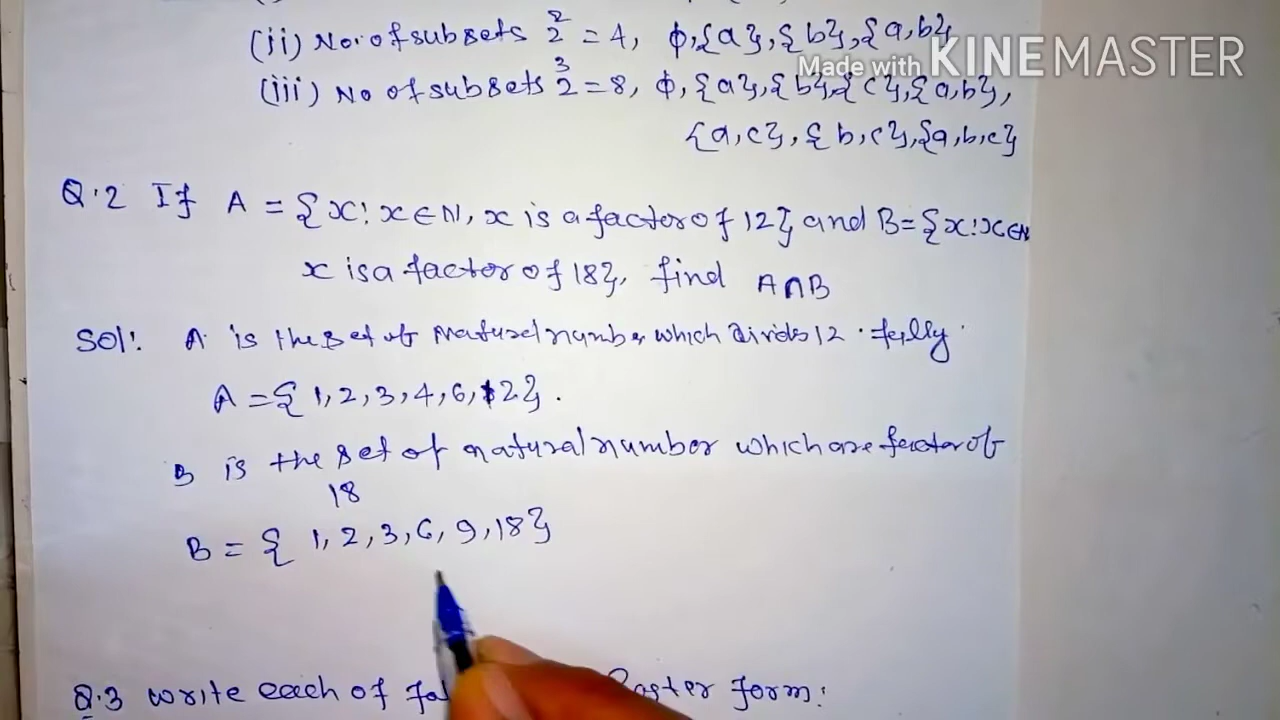 (ii) No. of subsets 2² = 4, ϕ, {a}, {b}, {a,b}
Made with KINEMASTER
(iii) No of subsets 2³ = 8, ϕ, {a}, {b}, {c}, {a,b},
{a,c}, {b,c}, {a,b,c}
Q.2 If A = {x: x∈N, x is a factor of 12} and B = {x: x∈N
x is a factor of 18}, find A∩B
Sol: A is the set of natural number which divides 12 fully.
A = {1,2,3,4,6,12}.
B is the set of natural number which are factor of
18
B = {1,2,3,6,9,18}
Q.3 Write each of Roster form: